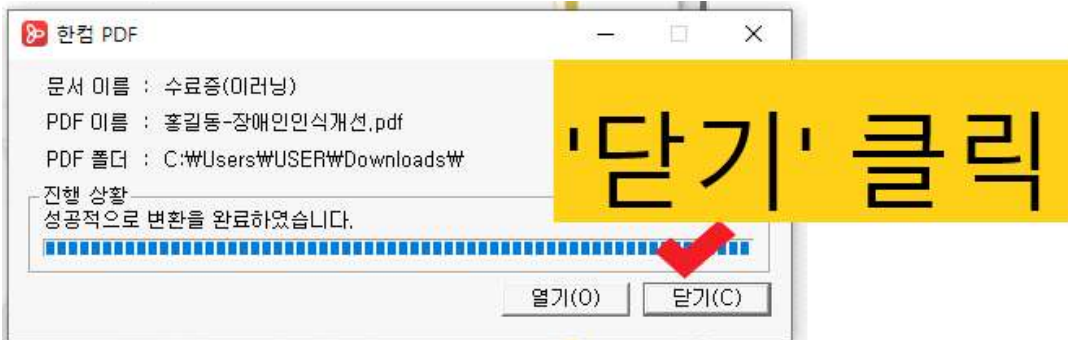 한컴 PDF
문서 이름 : 수료증(이러닝)
PDF 이름 : 홍길동-장애인인식개선.pdf
PDF 폴더 : C:₩Users₩USER₩Downloads₩
'닫기' 클릭
진행 상황
성공적으로 변환을 완료하였습니다.
열기(O)
닫기(C)